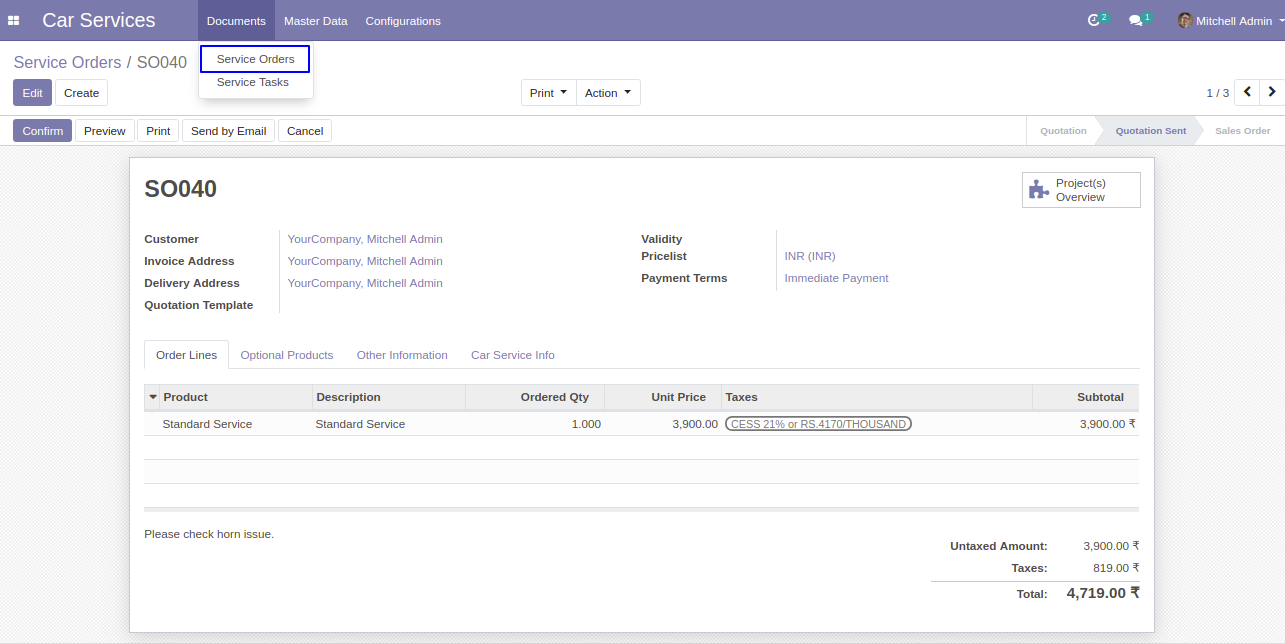 Car Services Documents Master Data Configurations 2 1 Mitchell Admin
Service Orders / SO040
Service Orders
Service Tasks
Edit Create Print Action 1 / 3
Confirm Preview Print Send by Email Cancel Quotation Quotation Sent Sales Order
SO040
Project(s)
Overview
Customer YourCompany, Mitchell Admin
Invoice Address YourCompany, Mitchell Admin
Delivery Address YourCompany, Mitchell Admin
Quotation Template
Validity
Pricelist INR (INR)
Payment Terms Immediate Payment
Order Lines Optional Products Other Information Car Service Info
Product Description Ordered Qty Unit Price Taxes Subtotal
Standard Service Standard Service 1.000 3,900.00 CESS 21% or RS.4170/THOUSAND 3,900.00 ₹
Please check horn issue.
Untaxed Amount: 3,900.00 ₹
Taxes: 819.00 ₹
Total: 4,719.00 ₹